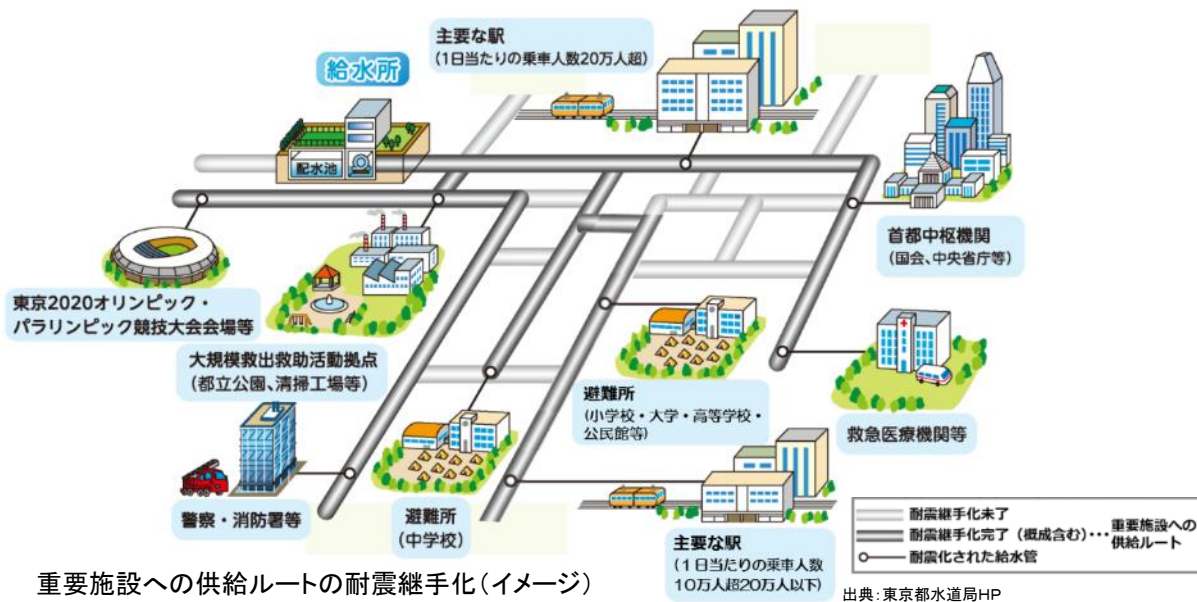 主要な駅
(1日当たりの乗車人数20万人超)
給水所
配水池
首都中枢機関
(国会、中央省庁等)
東京2020オリンピック・
パラリンピック競技大会会場等
大規模救出救助活動拠点
(都立公園、清掃工場等)
避難所
(小学校・大学・高等学校・
公民館等)
救急医療機関等
警察・消防署等
避難所
(中学校)
主要な駅
(1日当たりの乗車人数
10万人超20万人以下)
耐震継手化未了
耐震継手化完了(概成含む)・・・重要施設への
供給ルート
耐震化された給水管
重要施設への供給ルートの耐震継手化(イメージ)
出典:東京都水道局HP